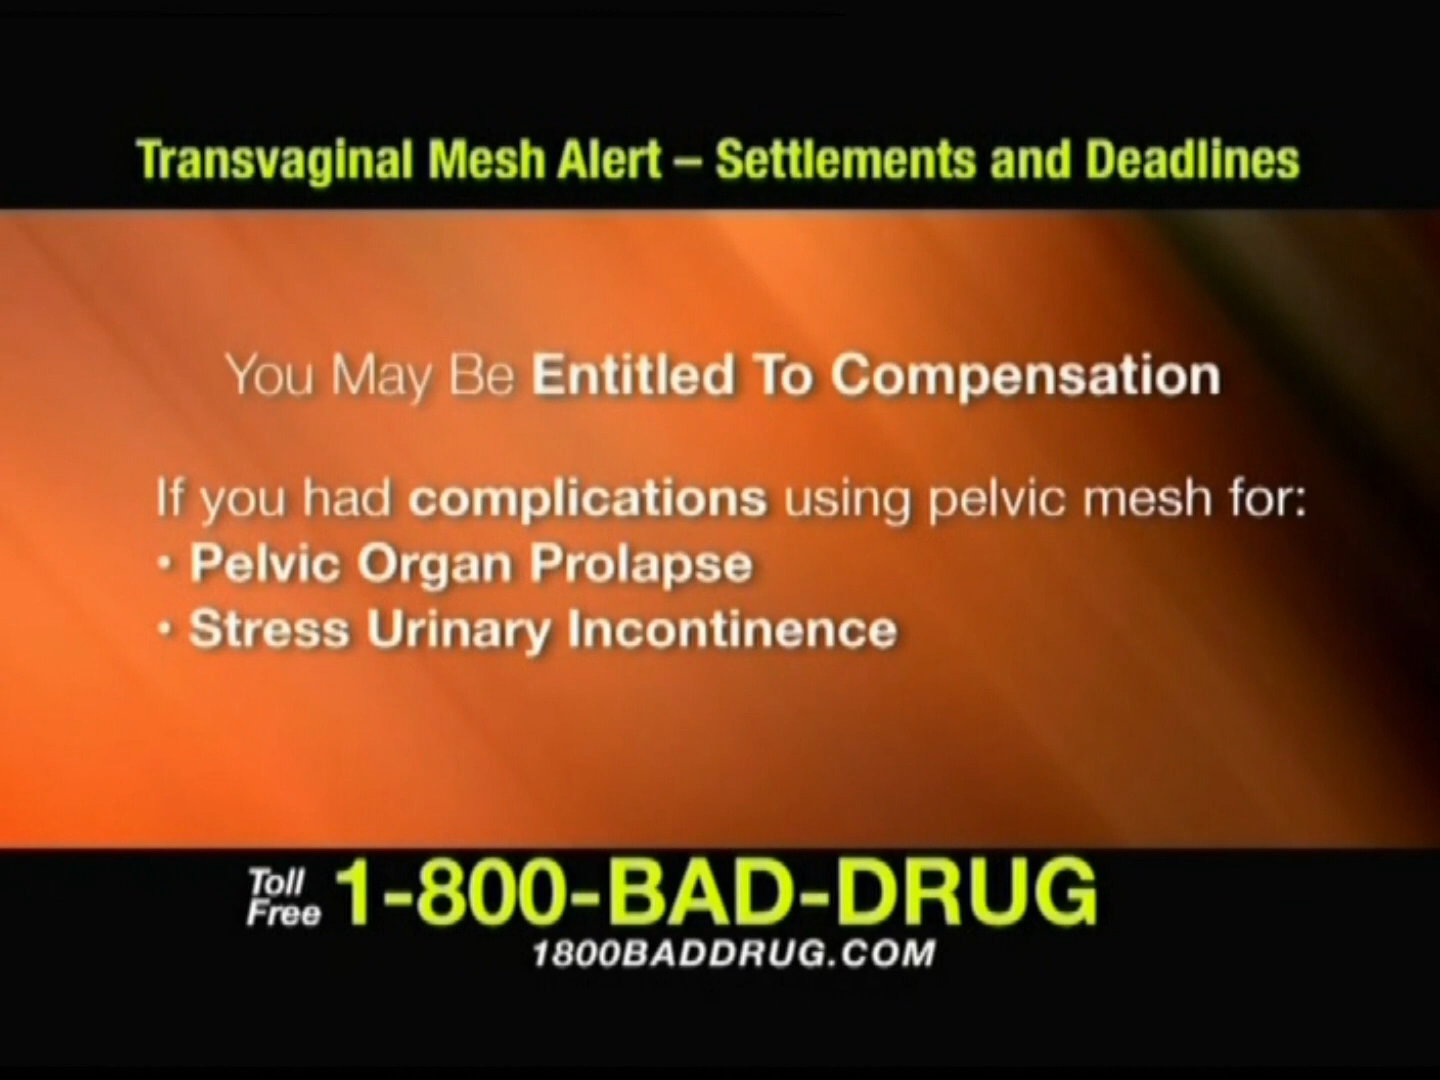 Transvaginal Mesh Alert – Settlements and Deadlines
You May Be Entitled To Compensation
If you had complications using pelvic mesh for:
• Pelvic Organ Prolapse
• Stress Urinary Incontinence
Toll Free 1-800-BAD-DRUG
1800BADDRUG.COM